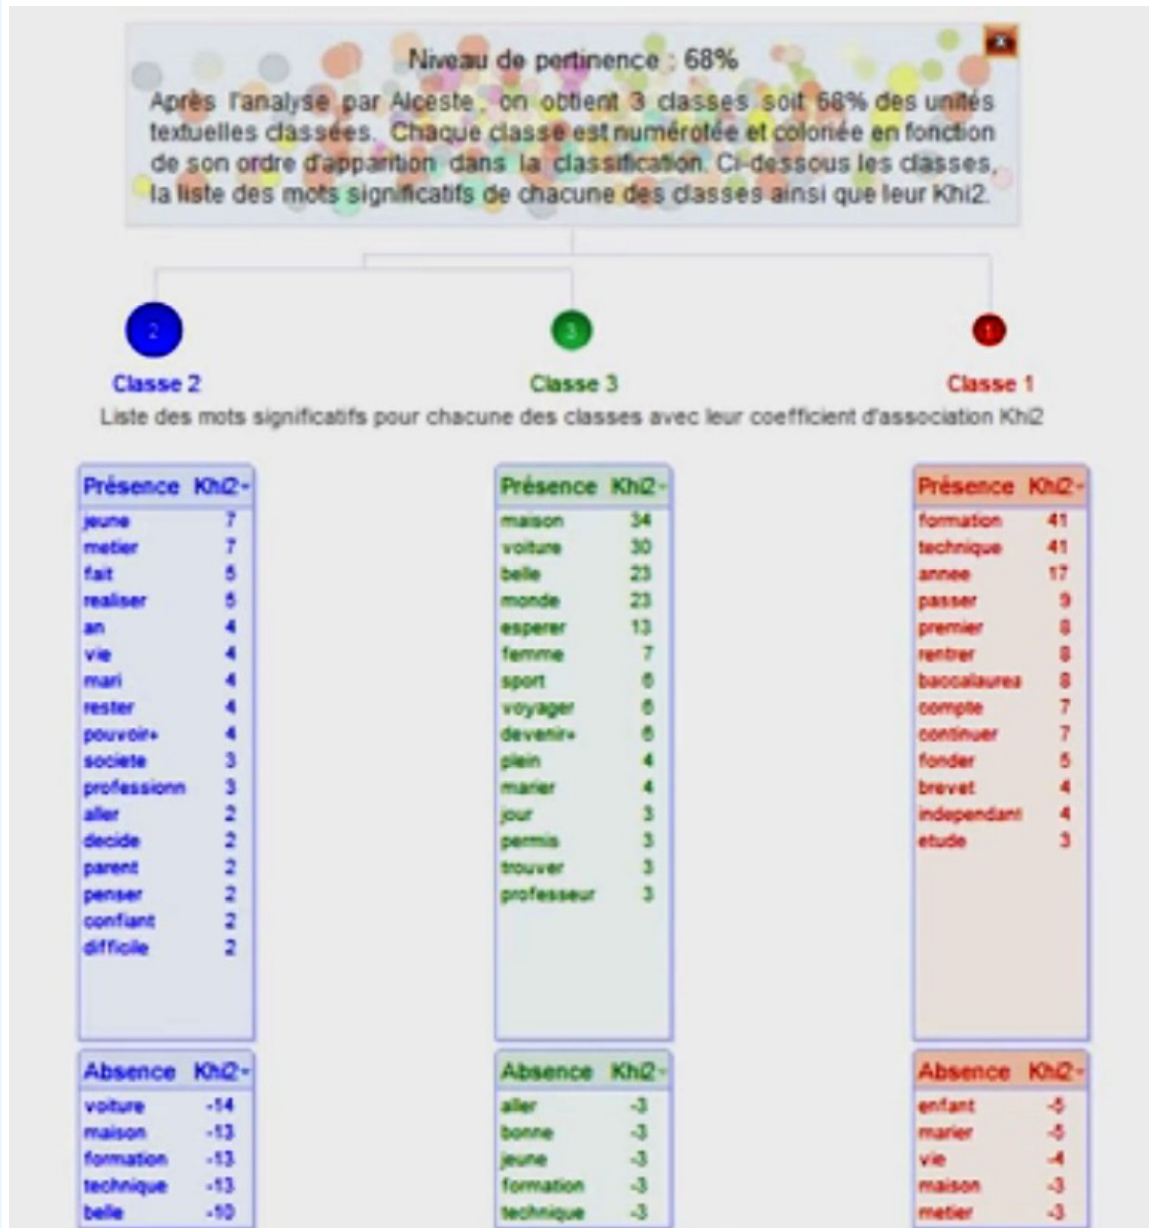 Niveau de pertinence : 68%
Après l'analyse par Alceste , on obtient 3 classes soit 68% des unités
textuelles classées. Chaque classe est numérotée et coloriée en fonction
de son ordre d'apparition dans la classification. Ci-dessous les classes,
la liste des mots significatifs de chacune des classes ainsi que leur Khi2.
2 3 1
Classe 2 Classe 3 Classe 1
Liste des mots significatifs pour chacune des classes avec leur coefficient d'association Khi2
Présence Khi2
jeune 7
metier 7
fait 5
realiser 5
an 4
vie 4
mari 4
rester 4
pouvoir+ 4
societe 3
professionn 3
aller 2
decide 2
parent 2
penser 2
confiant 2
difficile 2
Absence Khi2
voiture -14
maison -13
formation -13
technique -13
belle -10
Présence Khi2
maison 34
voiture 30
belle 23
monde 23
esperer 13
femme 7
sport 6
voyager 6
devenir+ 6
plein 4
marier 4
jour 3
permis 3
trouver 3
professeur 3
Absence Khi2
aller -3
bonne -3
jeune -3
formation -3
technique -3
Présence Khi2
formation 41
technique 41
annee 17
passer 9
premier 8
rentrer 8
baccalaurea 8
compte 7
continuer 7
fonder 5
brevet 4
independant 4
etude 3
Absence Khi2
enfant -5
marier -5
vie -4
maison -3
metier -3